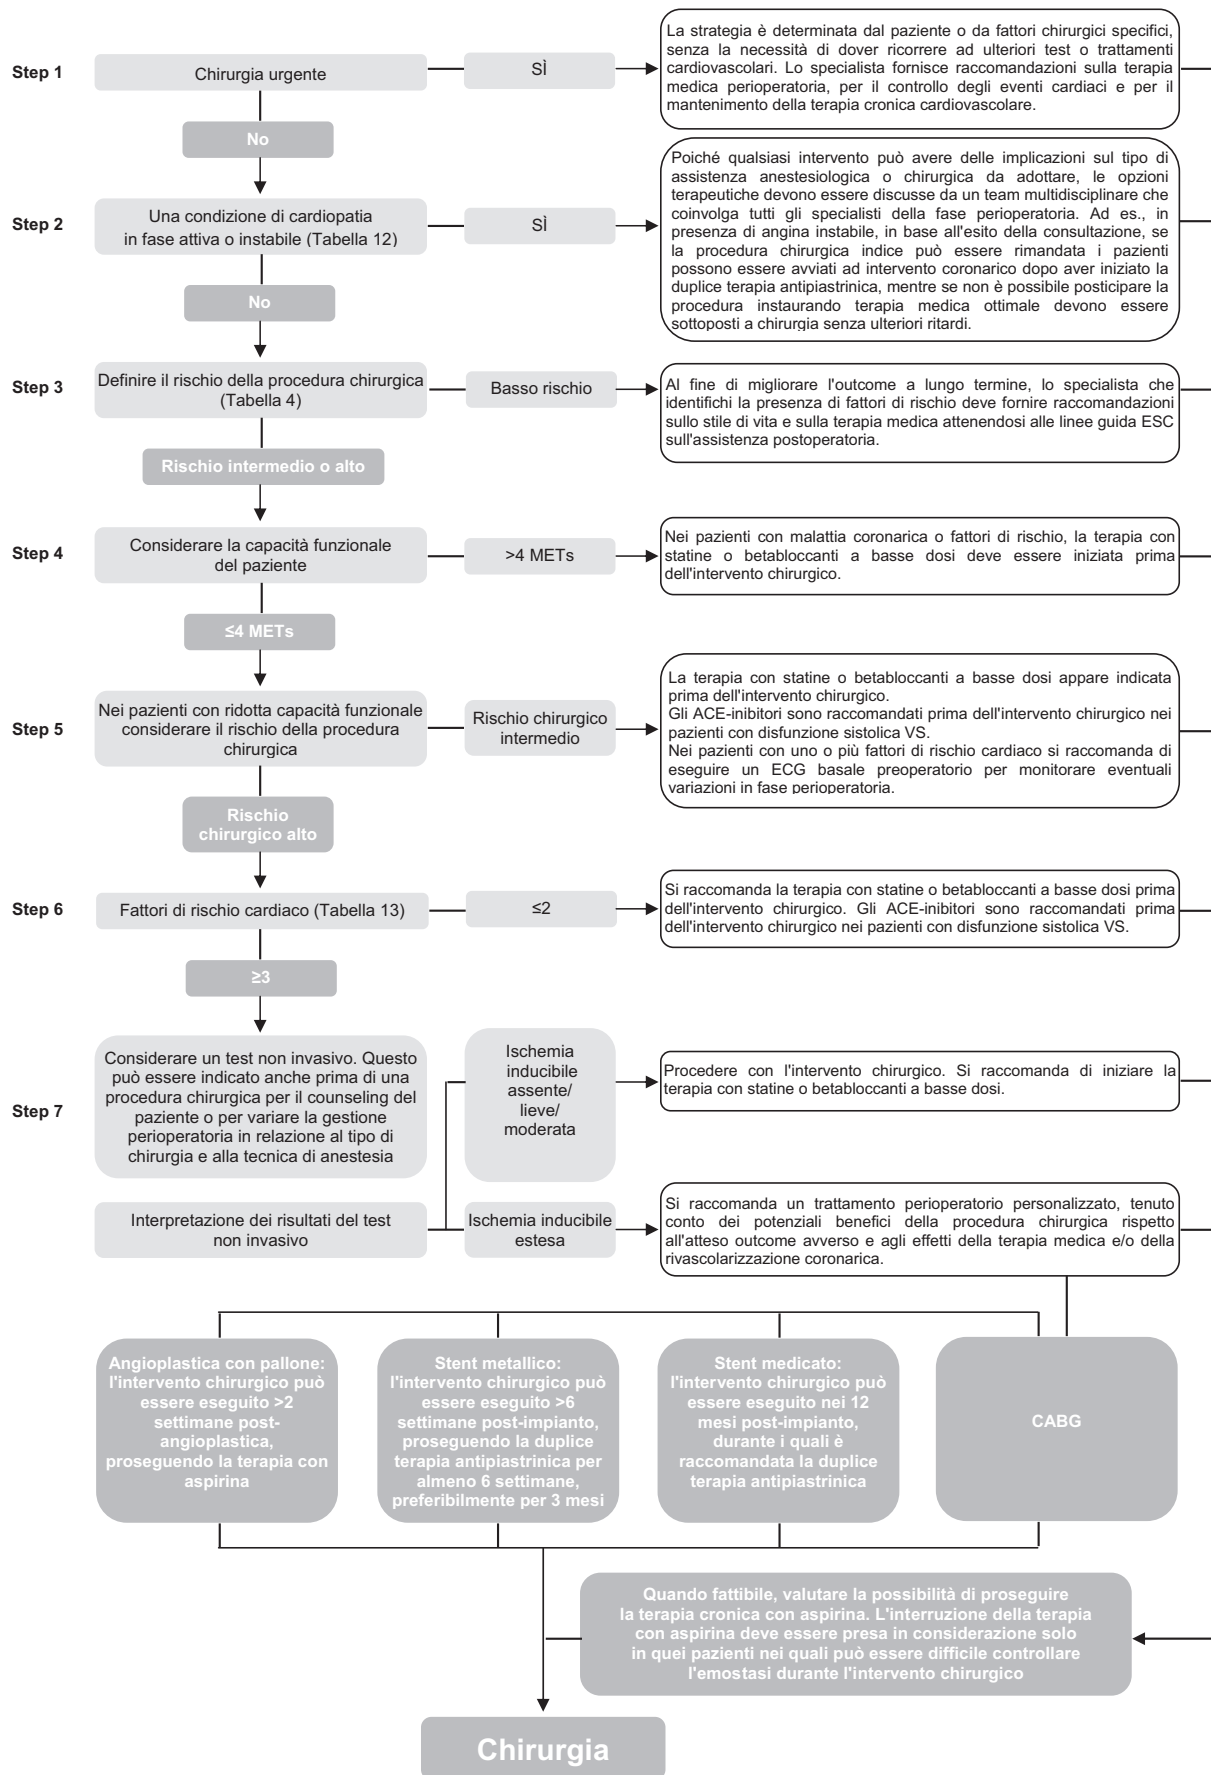 Step 1
Chirurgia urgente
SÌ
La strategia è determinata dal paziente o da fattori chirurgici specifici,
senza la necessità di dover ricorrere ad ulteriori test o trattamenti
cardiovascolari. Lo specialista fornisce raccomandazioni sulla terapia
medica perioperatoria, per il controllo degli eventi cardiaci e per il
mantenimento della terapia cronica cardiovascolare.
No
Step 2
Una condizione di cardiopatia
in fase attiva o instabile (Tabella 12)
SÌ
Poiché qualsiasi intervento può avere delle implicazioni sul tipo di
assistenza anestesiologica o chirurgica da adottare, le opzioni
terapeutiche devono essere discusse da un team multidisciplinare che
coinvolga tutti gli specialisti della fase perioperatoria. Ad es., in
presenza di angina instabile, in base all'esito della consultazione, se
la procedura chirurgica indice può essere rimandata i pazienti
possono essere avviati ad intervento coronarico dopo aver iniziato la
duplice terapia antipiastrinica, mentre se non è possibile posticipare la
procedura instaurando terapia medica ottimale devono essere
sottoposti a chirurgia senza ulteriori ritardi.
No
Step 3
Definire il rischio della procedura chirurgica
(Tabella 4)
Basso rischio
Al fine di migliorare l'outcome a lungo termine, lo specialista che
identifichi la presenza di fattori di rischio deve fornire raccomandazioni
sullo stile di vita e sulla terapia medica attenendosi alle linee guida ESC
sull'assistenza postoperatoria.
Rischio intermedio o alto
Step 4
Considerare la capacità funzionale
del paziente
>4 METs
Nei pazienti con malattia coronarica o fattori di rischio, la terapia con
statine o betabloccanti a basse dosi deve essere iniziata prima
dell'intervento chirurgico.
≤4 METs
Step 5
Nei pazienti con ridotta capacità funzionale
considerare il rischio della procedura
chirurgica
Rischio chirurgico
intermedio
La terapia con statine o betabloccanti a basse dosi appare indicata
prima dell'intervento chirurgico.
Gli ACE-inibitori sono raccomandati prima dell'intervento chirurgico nei
pazienti con disfunzione sistolica VS.
Nei pazienti con uno o più fattori di rischio cardiaco si raccomanda di
eseguire un ECG basale preoperatorio per monitorare eventuali
variazioni in fase perioperatoria.
Rischio
chirurgico alto
Step 6
Fattori di rischio cardiaco (Tabella 13)
≤2
Si raccomanda la terapia con statine o betabloccanti a basse dosi prima
dell'intervento chirurgico. Gli ACE-inibitori sono raccomandati prima
dell'intervento chirurgico nei pazienti con disfunzione sistolica VS.
≥3
Step 7
Considerare un test non invasivo. Questo
può essere indicato anche prima di una
procedura chirurgica per il counseling del
paziente o per variare la gestione
perioperatoria in relazione al tipo di
chirurgia e alla tecnica di anestesia
Ischemia
inducibile
assente/
lieve/
moderata
Procedere con l'intervento chirurgico. Si raccomanda di iniziare la
terapia con statine o betabloccanti a basse dosi.
Interpretazione dei risultati del test
non invasivo
Ischemia inducibile
estesa
Si raccomanda un trattamento perioperatorio personalizzato, tenuto
conto dei potenziali benefici della procedura chirurgica rispetto
all'atteso outcome avverso e agli effetti della terapia medica e/o della
rivascolarizzazione coronarica.
Angioplastica con pallone:
l'intervento chirurgico può
essere eseguito >2
settimane post-
angioplastica,
proseguendo la terapia con
aspirina
Stent metallico:
l'intervento chirurgico può
essere eseguito >6
settimane post-impianto,
proseguendo la duplice
terapia antipiastrinica per
almeno 6 settimane,
preferibilmente per 3 mesi
Stent medicato:
l'intervento chirurgico può
essere eseguito nei 12
mesi post-impianto,
durante i quali è
raccomandata la duplice
terapia antipiastrinica
CABG
Quando fattibile, valutare la possibilità di proseguire
la terapia cronica con aspirina. L'interruzione della terapia
con aspirina deve essere presa in considerazione solo
in quei pazienti nei quali può essere difficile controllare
l'emostasi durante l'intervento chirurgico
Chirurgia